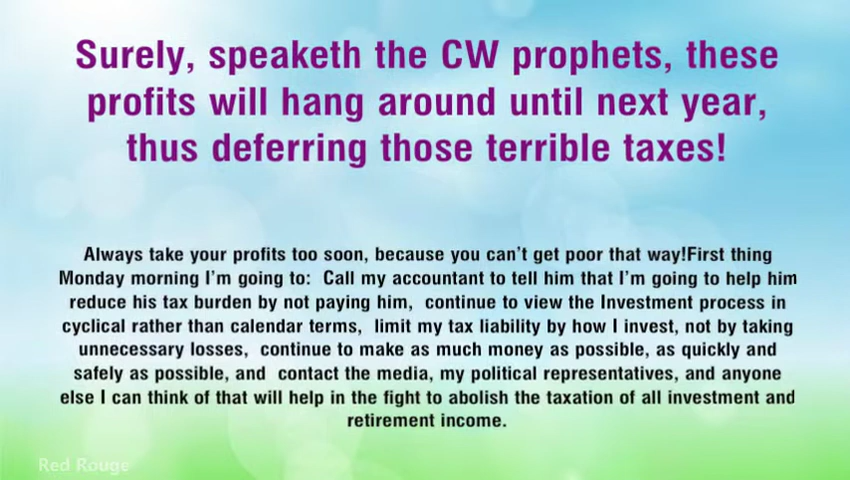 Surely, speaketh the CW prophets, these
profits will hang around until next year,
thus deferring those terrible taxes!
Always take your profits too soon, because you can't get poor that way!First thing
Monday morning I'm going to:  Call my accountant to tell him that I'm going to help him
reduce his tax burden by not paying him,  continue to view the Investment process in
cyclical rather than calendar terms,  limit my tax liability by how I invest, not by taking
unnecessary losses,  continue to make as much money as possible, as quickly and
safely as possible, and  contact the media, my political representatives, and anyone
else I can think of that will help in the fight to abolish the taxation of all investment and
retirement income.
Red Rouge